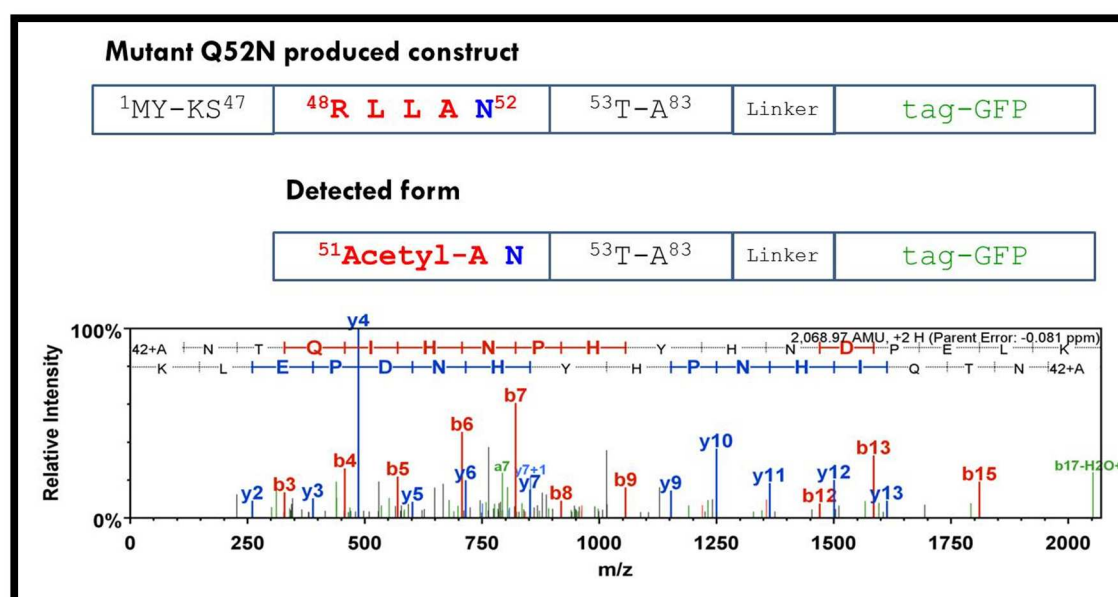 Mutant Q52N produced construct
¹MY-KS⁴⁷ ⁴⁸R L L A N⁵² ⁵³T-A⁸³ Linker tag-GFP
Detected form
⁵¹Acetyl-A N ⁵³T-A⁸³ Linker tag-GFP
y4
100%
2,068.97 AMU, +2 H (Parent Error: -0.081 ppm)
42+A N T Q I H N P H Y H N D P E L K
K L E P D N H Y H P N H I Q T N 42+A
Relative Intensity
b7
b6
y10
b13
b4 b5 y6 a7 y7+1 y11 y12 b17-H2O+
y2 b3 y3 y5 y7 b8 b9 y9 b12 y13 b15
0%
0 250 500 750 1000 1250 1500 1750 2000
m/z